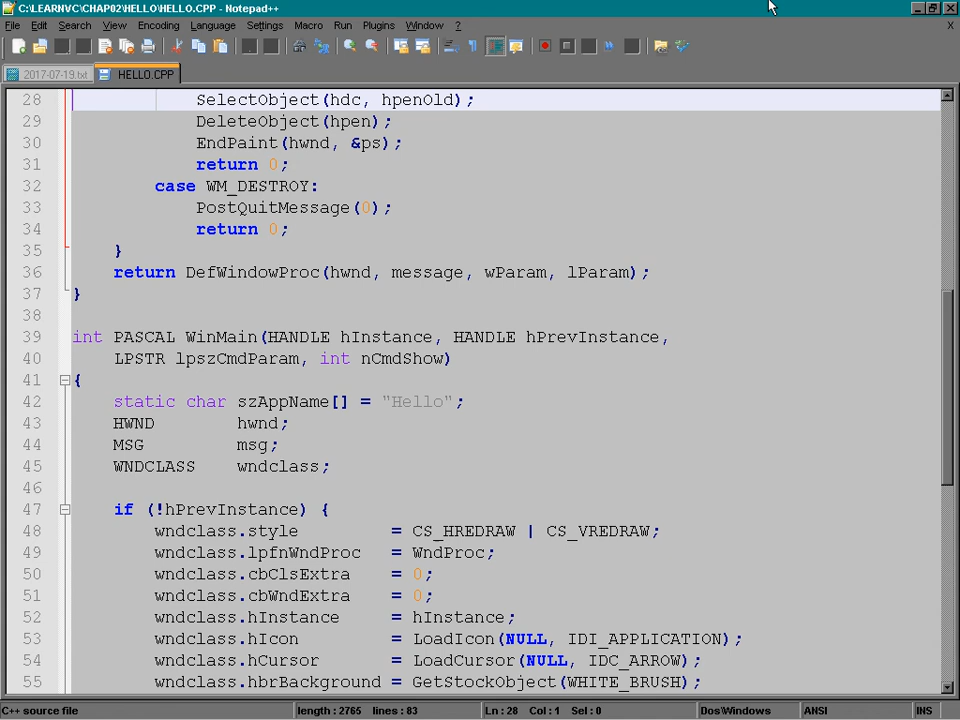 C:\LEARNVC\CHAP02\HELLO\HELLO.CPP - Notepad++
File Edit Search View Encoding Language Settings Macro Run Plugins Window ? X
2017-07-19.txt HELLO.CPP
28 SelectObject(hdc, hpenOld);
29 DeleteObject(hpen);
30 EndPaint(hwnd, &ps);
31 return 0;
32 case WM_DESTROY:
33 PostQuitMessage(0);
34 return 0;
35 }
36 return DefWindowProc(hwnd, message, wParam, lParam);
37 }
38
39 int PASCAL WinMain(HANDLE hInstance, HANDLE hPrevInstance,
40 LPSTR lpszCmdParam, int nCmdShow)
41 {
42 static char szAppName[] = "Hello";
43 HWND hwnd;
44 MSG msg;
45 WNDCLASS wndclass;
46
47 if (!hPrevInstance) {
48 wndclass.style = CS_HREDRAW | CS_VREDRAW;
49 wndclass.lpfnWndProc = WndProc;
50 wndclass.cbClsExtra = 0;
51 wndclass.cbWndExtra = 0;
52 wndclass.hInstance = hInstance;
53 wndclass.hIcon = LoadIcon(NULL, IDI_APPLICATION);
54 wndclass.hCursor = LoadCursor(NULL, IDC_ARROW);
55 wndclass.hbrBackground = GetStockObject(WHITE_BRUSH);
C++ source file length : 2765 lines : 83 Ln : 28 Col : 1 Sel : 0 Dos\Windows ANSI INS